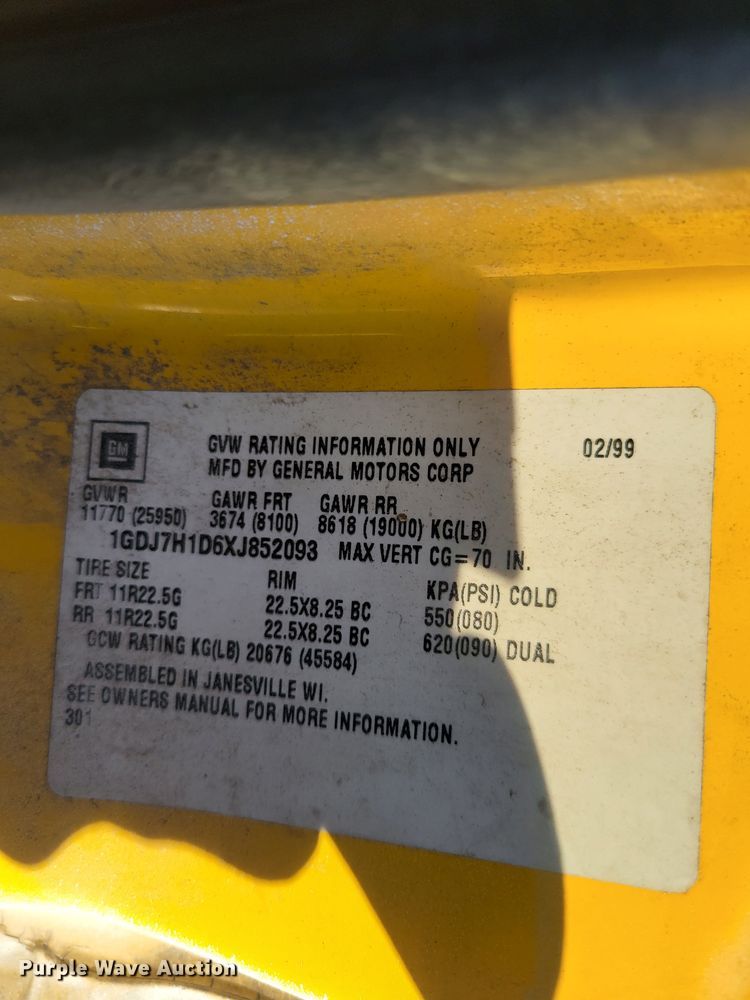 GM
GVW RATING INFORMATION ONLY 02/99
MFD BY GENERAL MOTORS CORP
GVWR GAWR FRT GAWR RR
11770 (25950) 3674 (8100) 8618 (19000) KG(LB)
1GDJ7H1D6XJ852093 MAX VERT CG=70 IN.
TIRE SIZE RIM KPA(PSI) COLD
FRT 11R22.5G 22.5X8.25 BC 550(080)
RR 11R22.5G 22.5X8.25 BC 620(090) DUAL
GCW RATING KG(LB) 20676 (45584)
ASSEMBLED IN JANESVILLE WI.
SEE OWNERS MANUAL FOR MORE INFORMATION.
301
Purple Wave Auction